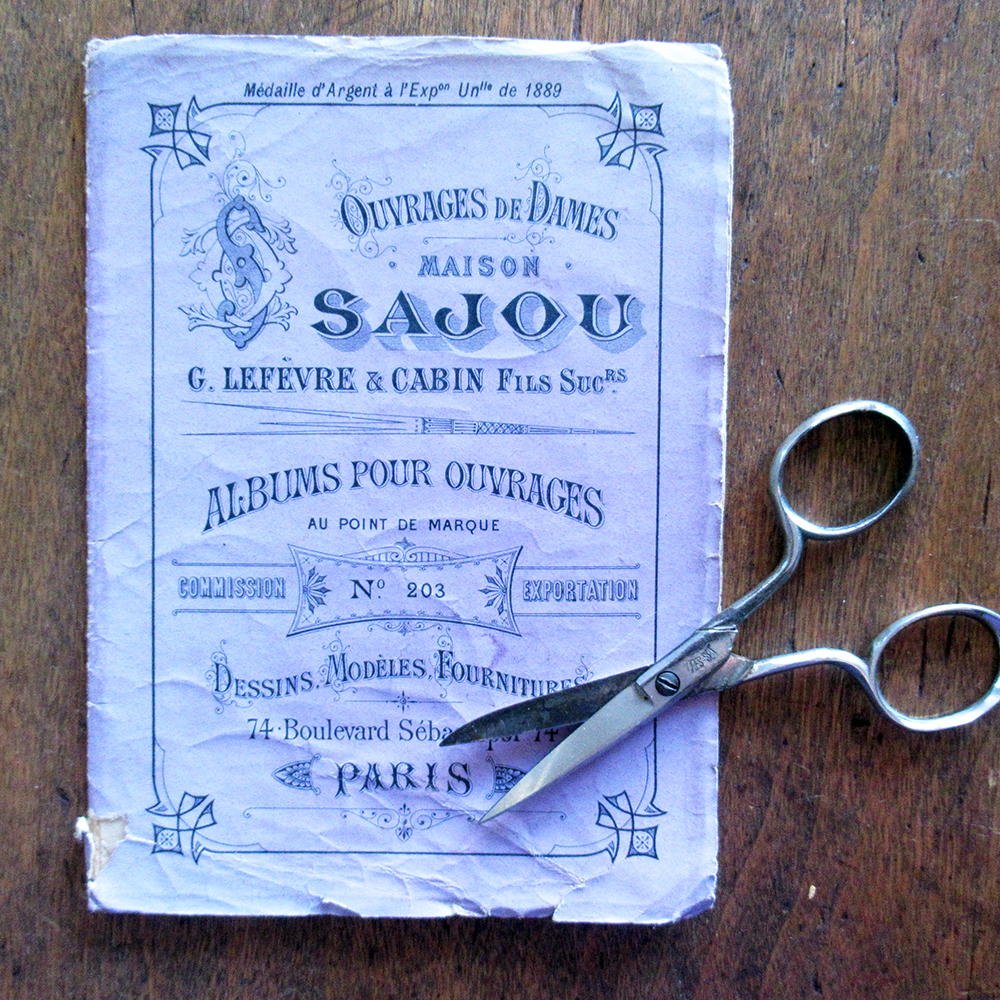 Médaille d'Argent à l'Expon Unlle de 1889
OUVRAGES DE DAMES
MAISON
SAJOU
G. LEFÈVRE & CABIN FILS SUCRS
ALBUMS POUR OUVRAGES
AU POINT DE MARQUE
COMMISSION No. 203 EXPORTATION
DESSINS, MODÈLES, FOURNITURES
74·Boulevard 74
PARIS